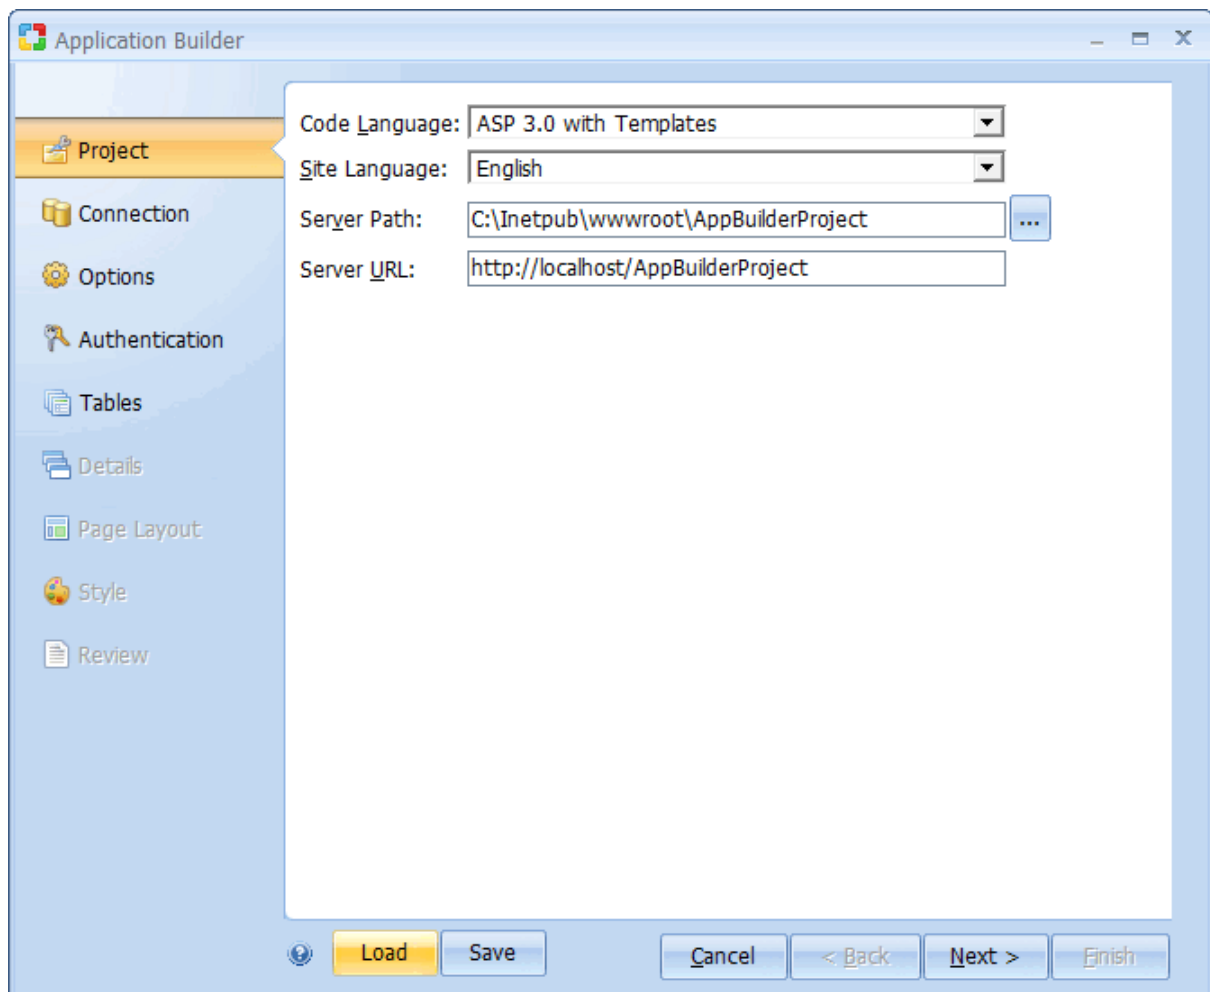 Application Builder
Project
Connection
Options
Authentication
Tables
Details
Page Layout
Style
Review
Code Language: ASP 3.0 with Templates
Site Language: English
Server Path: C:\Inetpub\wwwroot\AppBuilderProject ...
Server URL: http://localhost/AppBuilderProject
Load Save Cancel < Back Next > Finish